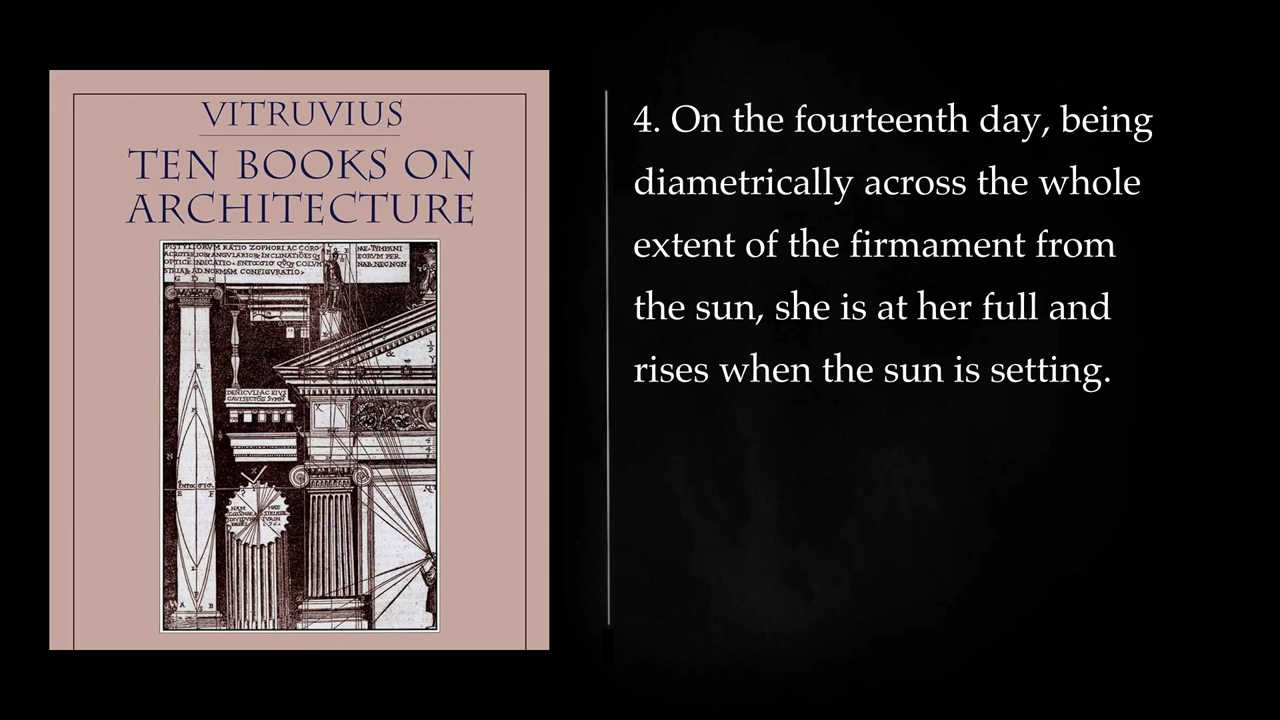 VITRUVIUS
TEN BOOKS ON
ARCHITECTURE
4. On the fourteenth day, being
diametrically across the whole
extent of the firmament from
the sun, she is at her full and
rises when the sun is setting.